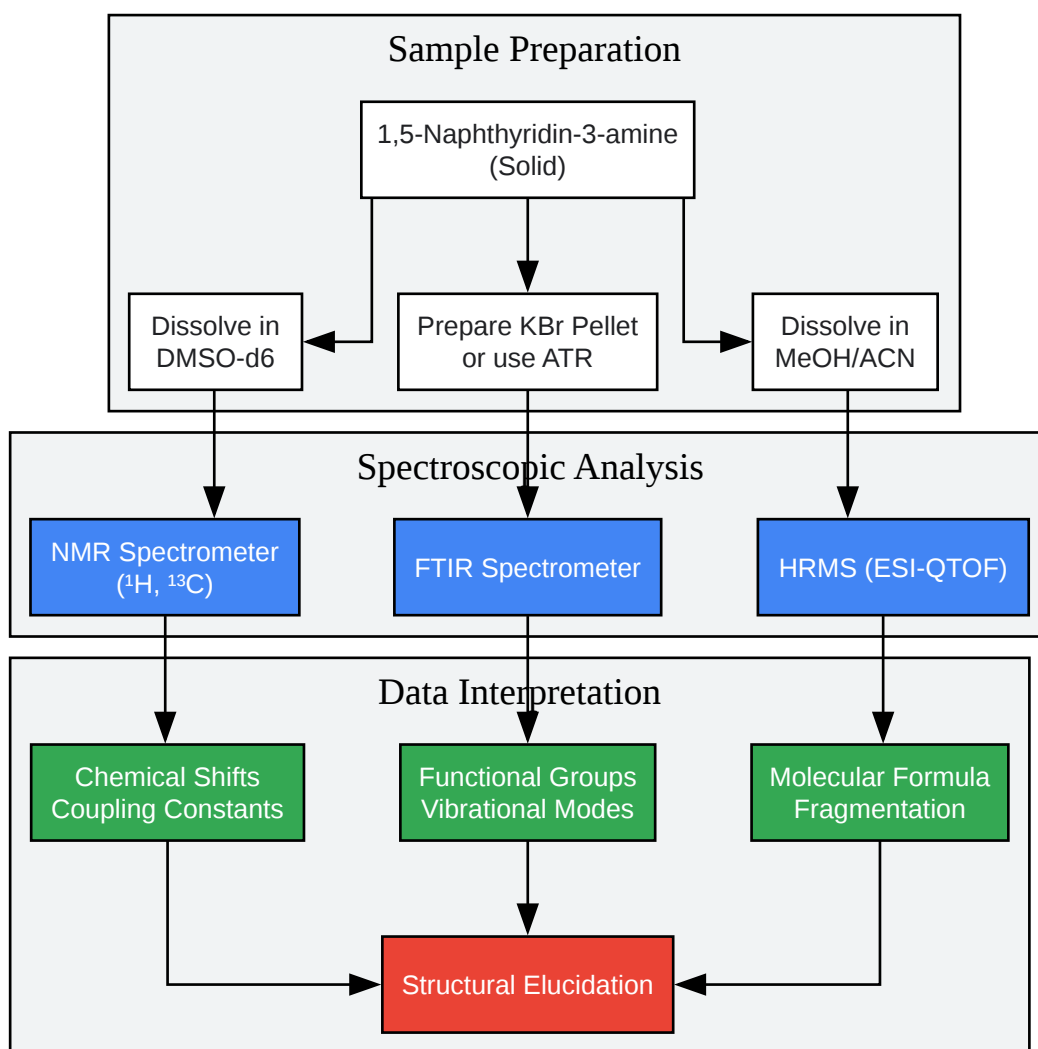 Sample Preparation
1,5-Naphthyridin-3-amine
(Solid)
Dissolve in
DMSO-d6
Prepare KBr Pellet
or use ATR
Dissolve in
MeOH/ACN
Spectroscopic Analysis
NMR Spectrometer
(¹H, ¹³C)
FTIR Spectrometer
HRMS (ESI-QTOF)
Data Interpretation
Chemical Shifts
Coupling Constants
Functional Groups
Vibrational Modes
Molecular Formula
Fragmentation
Structural Elucidation